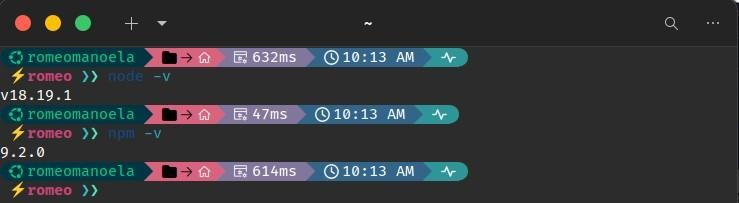 ~
romeomanoela → 632ms 10:13 AM
⚡romeo ❯❯ node -v
v18.19.1
romeomanoela → 47ms 10:13 AM
⚡romeo ❯❯ npm -v
9.2.0
romeomanoela → 614ms 10:13 AM
⚡romeo ❯❯